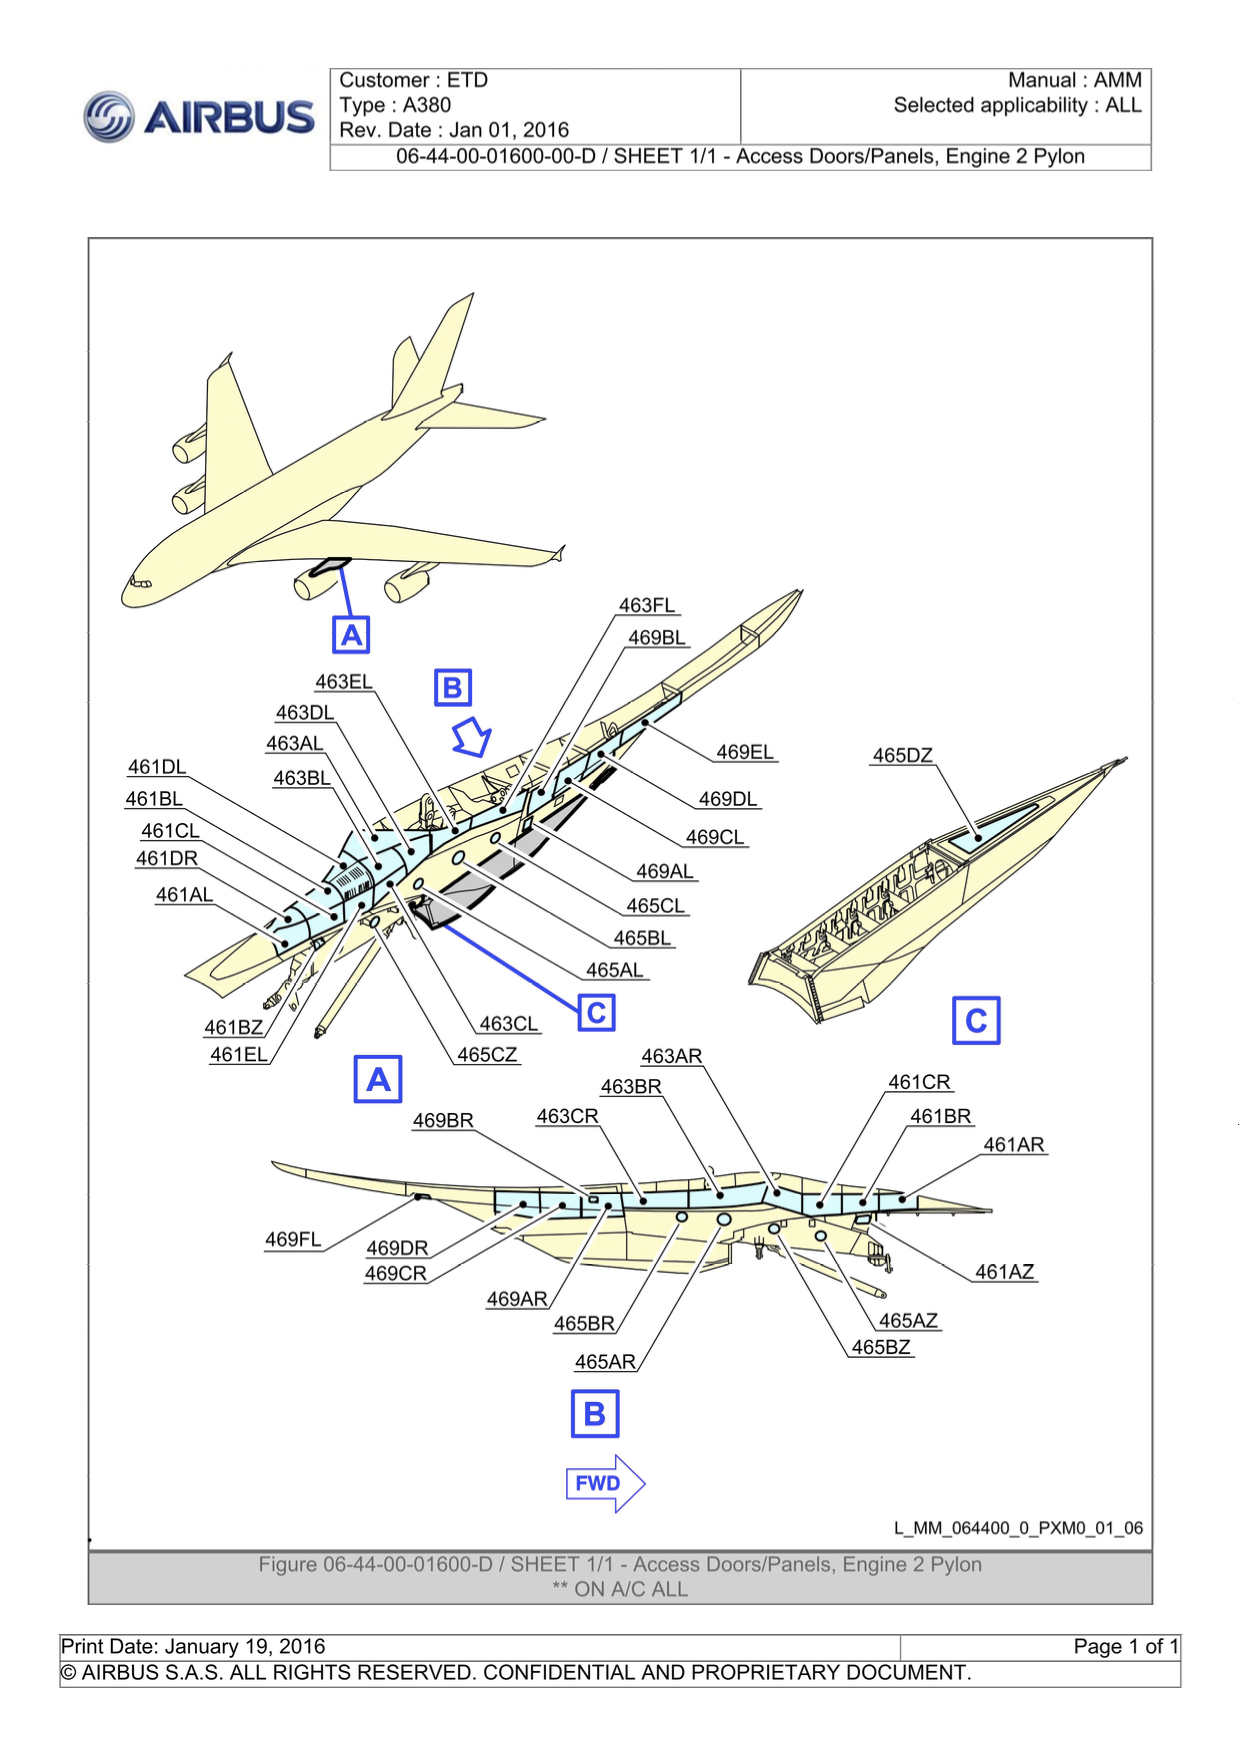 AIRBUS
Customer : ETD
Type : A380
Rev. Date : Jan 01, 2016
Manual : AMM
Selected applicability : ALL
06-44-00-01600-00-D / SHEET 1/1 - Access Doors/Panels, Engine 2 Pylon
A
463FL
469BL
463EL
B
463DL
463AL
463BL
461DL
461BL
461CL
461DR
461AL
469EL
469DL
469CL
469AL
465CL
465BL
465AL
C
465DZ
461BZ
461EL
463CL
465CZ
A
C
463AR
463BR
463CR
469BR
461CR
461BR
461AR
469FL
469DR
469CR
469AR
465BR
465AR
461AZ
465AZ
465BZ
B
FWD
L_MM_064400_0_PXM0_01_06
Figure 06-44-00-01600-D / SHEET 1/1 - Access Doors/Panels, Engine 2 Pylon
** ON A/C ALL
Print Date: January 19, 2016
Page 1 of 1
© AIRBUS S.A.S. ALL RIGHTS RESERVED. CONFIDENTIAL AND PROPRIETARY DOCUMENT.